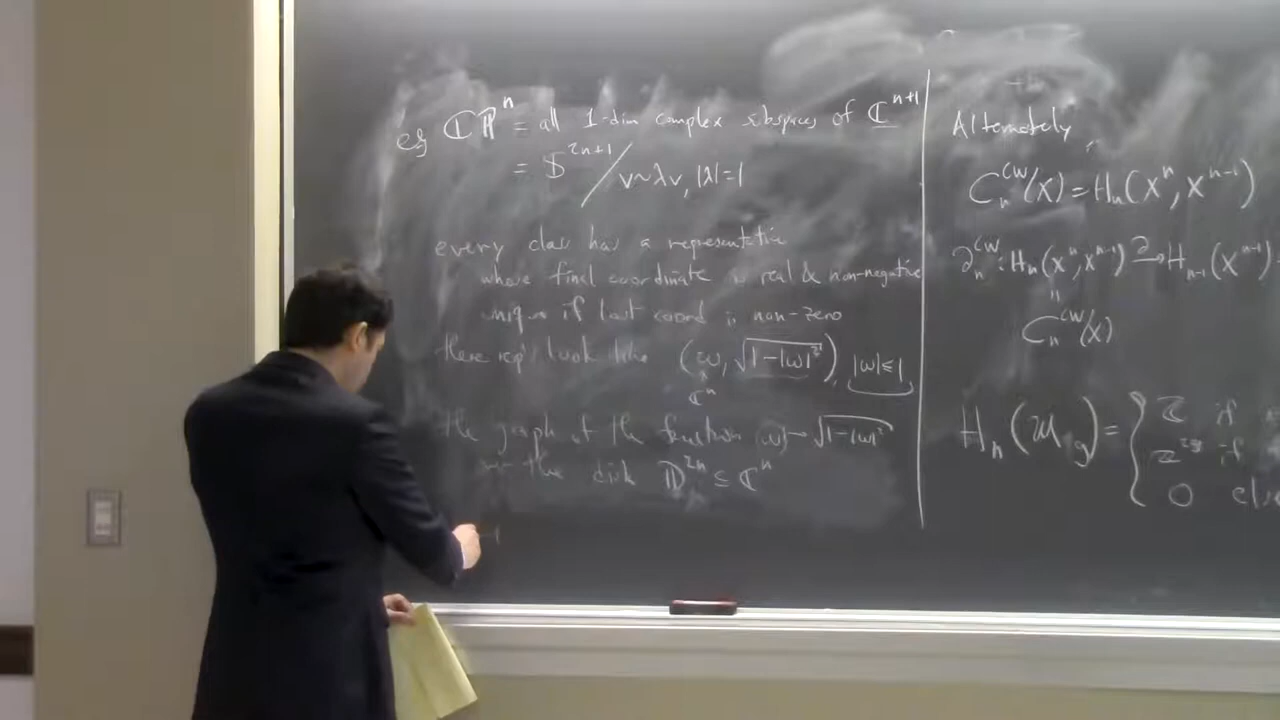 eg ℂℙⁿ = all 1-dim complex subspaces of ℂⁿ⁺¹
= 𝕊²ⁿ⁺¹/v~λv, |λ|=1
every class has a representative
where final coordinate is real & non-negative
unique if last coord is non-zero
these rep's look like (w, √1-|w|²), |w|≤1
ℂⁿ
the graph of the function w ↦ √1-|w|²
on the disk 𝔻²ⁿ ⊆ ℂⁿ
Alternately,
Cₙᶜᵂ(X) = Hₙ(Xⁿ, Xⁿ⁻¹)
∂ₙᶜᵂ: Hₙ(Xⁿ, Xⁿ⁻¹) →∂ Hₙ₋₁(Xⁿ⁻¹)
=
Cₙᶜᵂ(X)
Hₙ(M_g) = { ℤ if
ℤ²ᵍ if
0 else